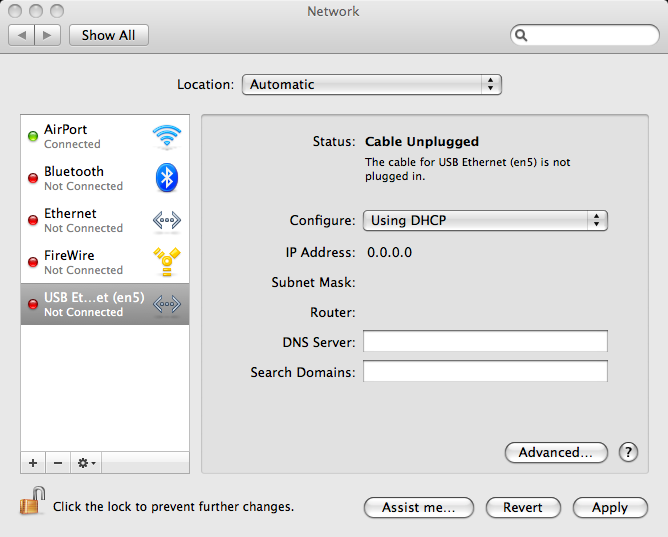 Network
Show All
Location: Automatic
AirPort
Connected
Bluetooth
Not Connected
Ethernet
Not Connected
FireWire
Not Connected
USB Et...et (en5)
Not Connected
Status: Cable Unplugged
The cable for USB Ethernet (en5) is not
plugged in.
Configure: Using DHCP
IP Address: 0.0.0.0
Subnet Mask:
Router:
DNS Server:
Search Domains:
Advanced... ?
Click the lock to prevent further changes.
Assist me... Revert Apply